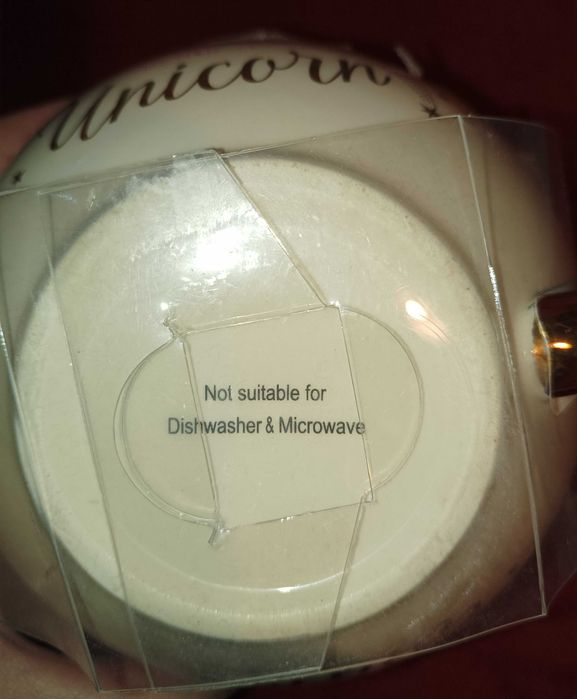 Unicorn
Not suitable for
Dishwasher & Microwave